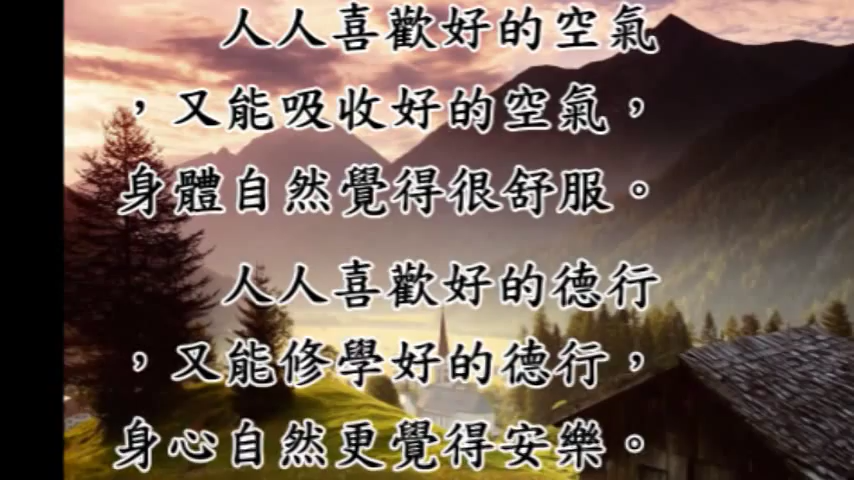 人人喜歡好的空氣
，又能吸收好的空氣，
身體自然覺得很舒服。
人人喜歡好的德行
，又能修學好的德行，
身心自然更覺得安樂。